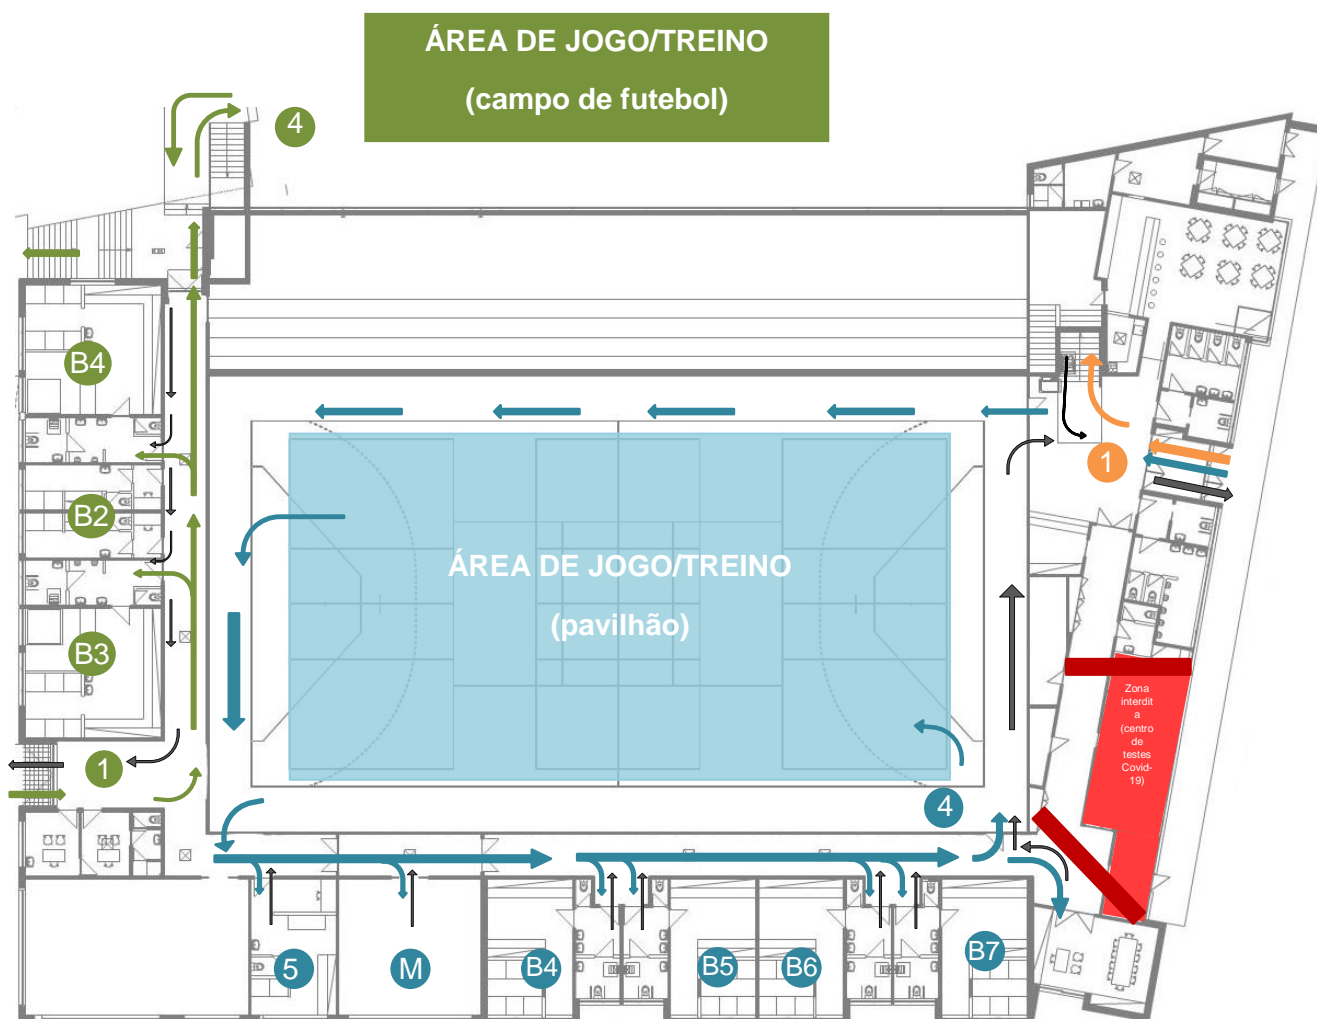 ÁREA DE JOGO/TREINO
(campo de futebol)
4
B4
B2
B3
1
1
ÁREA DE JOGO/TREINO
(pavilhão)
Zona
interdit
a
(centro
de
testes
Covid-
19)
4
5
M
B4
B5
B6
B7